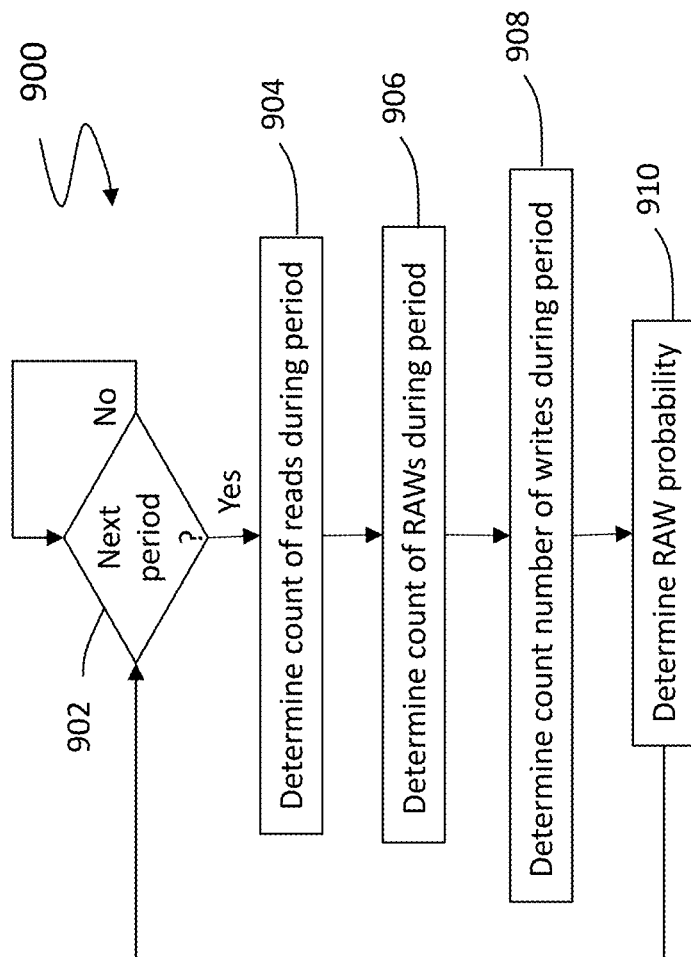 900
Next
period
?
No
Yes
902
Determine count of reads during period
904
Determine count of RAWs during period
906
Determine count number of writes during period
908
Determine RAW probability
910